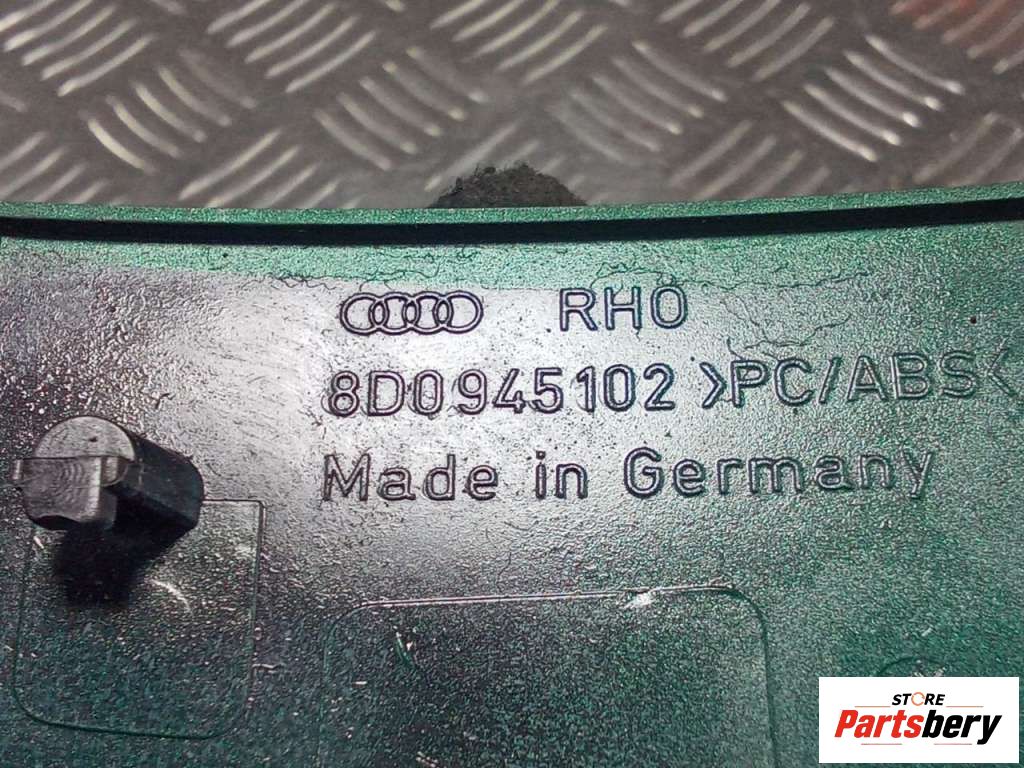 RHO
8D0945102 >PC/ABS<
Made in Germany
STORE
Partsbery